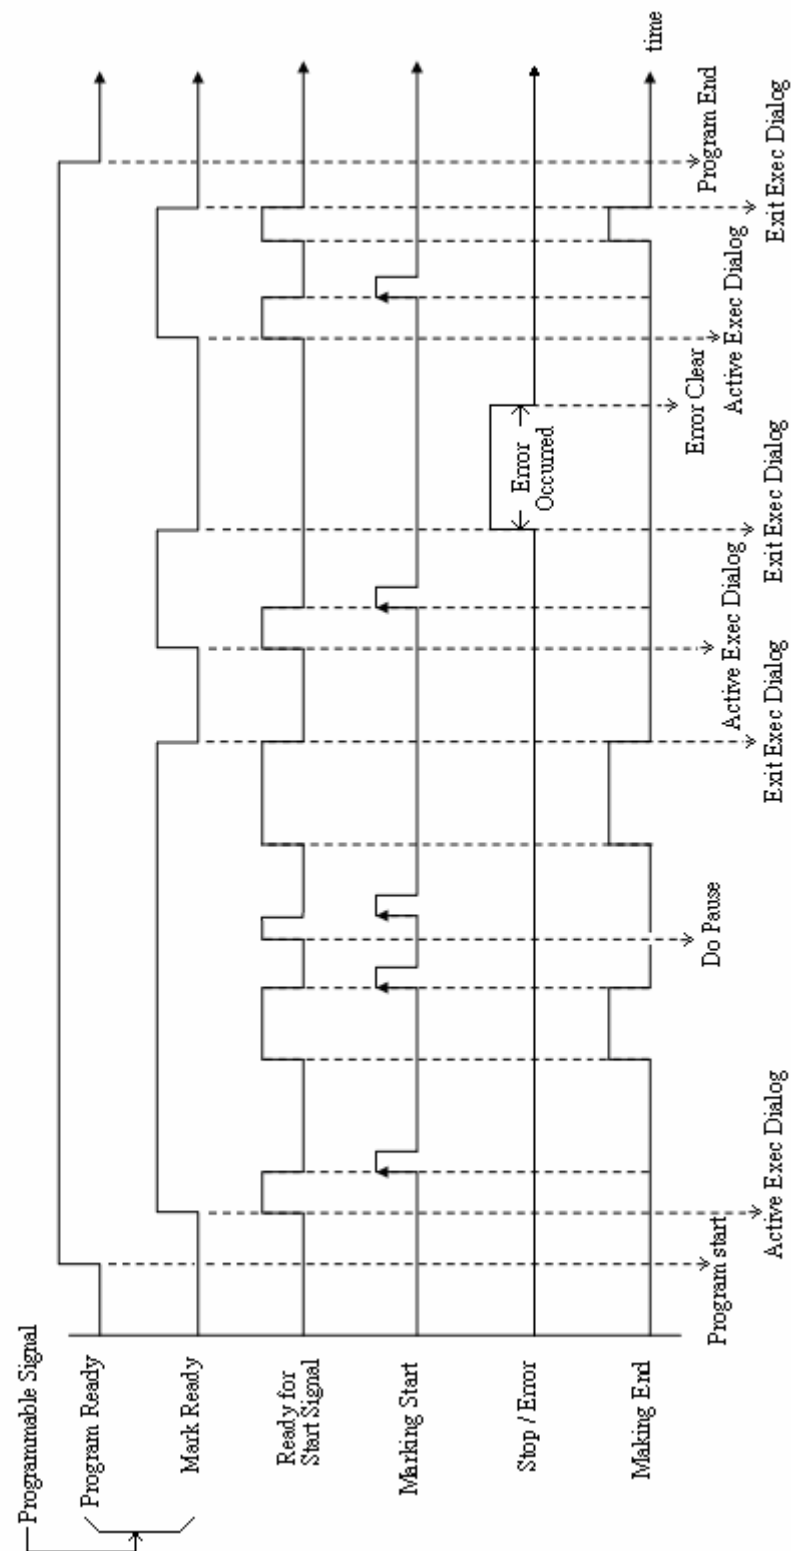 Programmable Signal
Program Ready
Mark Ready
Ready for
Start Signal
Marking Start
Stop / Error
Making End
Program start
Active Exec Dialog
Do Pause
Exit Exec Dialog
Active Exec Dialog
Exit Exec Dialog
Error
Occurred
Error Clear
Active Exec Dialog
Exit Exec Dialog
Program End
time